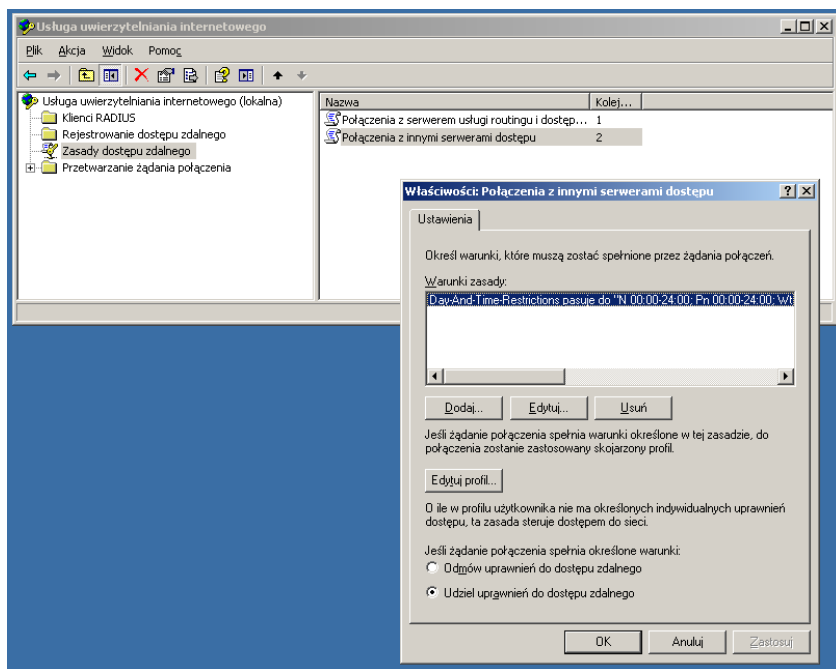 Usługa uwierzytelniania internetowego
Plik Akcja Widok Pomoc
Usługa uwierzytelniania internetowego (lokalna)
Klienci RADIUS
Rejestrowanie dostępu zdalnego
Zasady dostępu zdalnego
Przetwarzanie żądania połączenia
Nazwa Kolej...
Połączenia z serwerem usługi routingu i dostęp... 1
Połączenia z innymi serwerami dostępu 2
Właściwości: Połączenia z innymi serwerami dostępu
Ustawienia
Określ warunki, które muszą zostać spełnione przez żądania połączeń.
Warunki zasady:
Day-And-Time-Restrictions pasuje do "N 00:00-24:00; Pn 00:00-24:00; Wt
Dodaj... Edytuj... Usuń
Jeśli żądanie połączenia spełnia warunki określone w tej zasadzie, do
połączenia zostanie zastosowany skojarzony profil.
Edytuj profil...
O ile w profilu użytkownika nie ma określonych indywidualnych uprawnień
dostępu, ta zasada steruje dostępem do sieci.
Jeśli żądanie połączenia spełnia określone warunki:
Odmów uprawnień do dostępu zdalnego
Udziel uprawnień do dostępu zdalnego
OK Anuluj Zastosuj